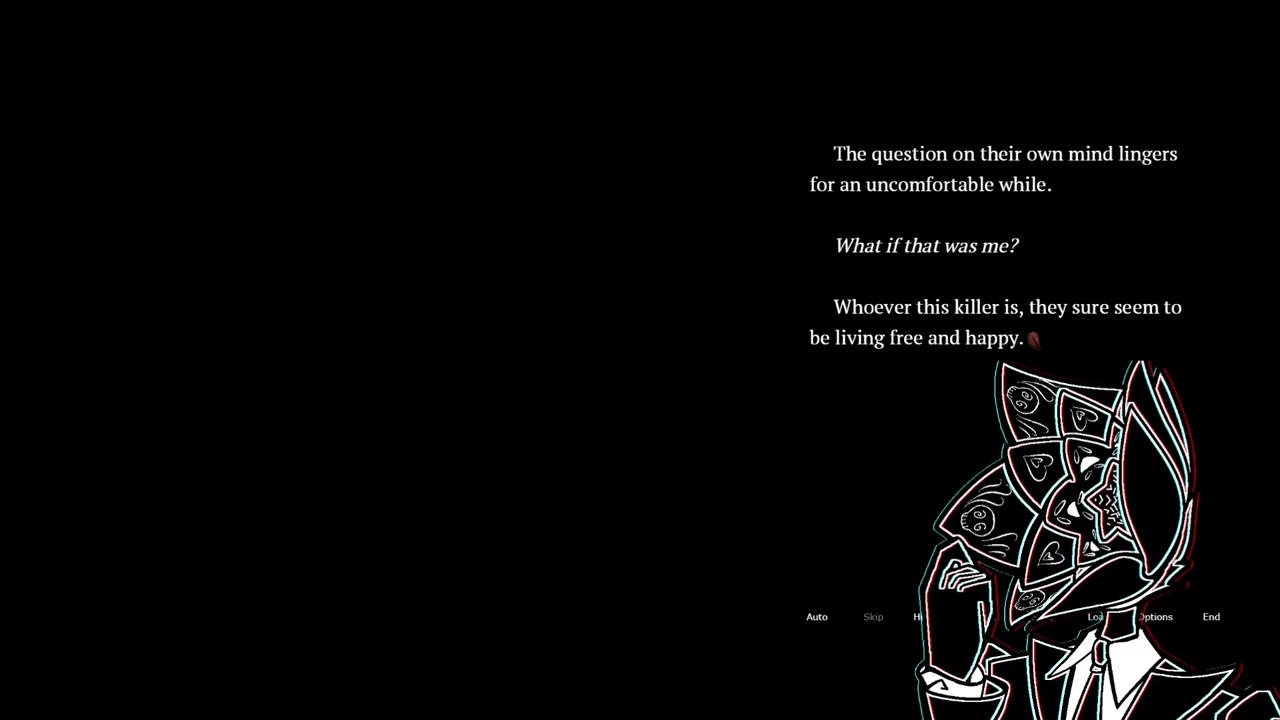 The question on their own mind lingers
for an uncomfortable while.
What if that was me?
Whoever this killer is, they sure seem to
be living free and happy.
Auto Skip Options End